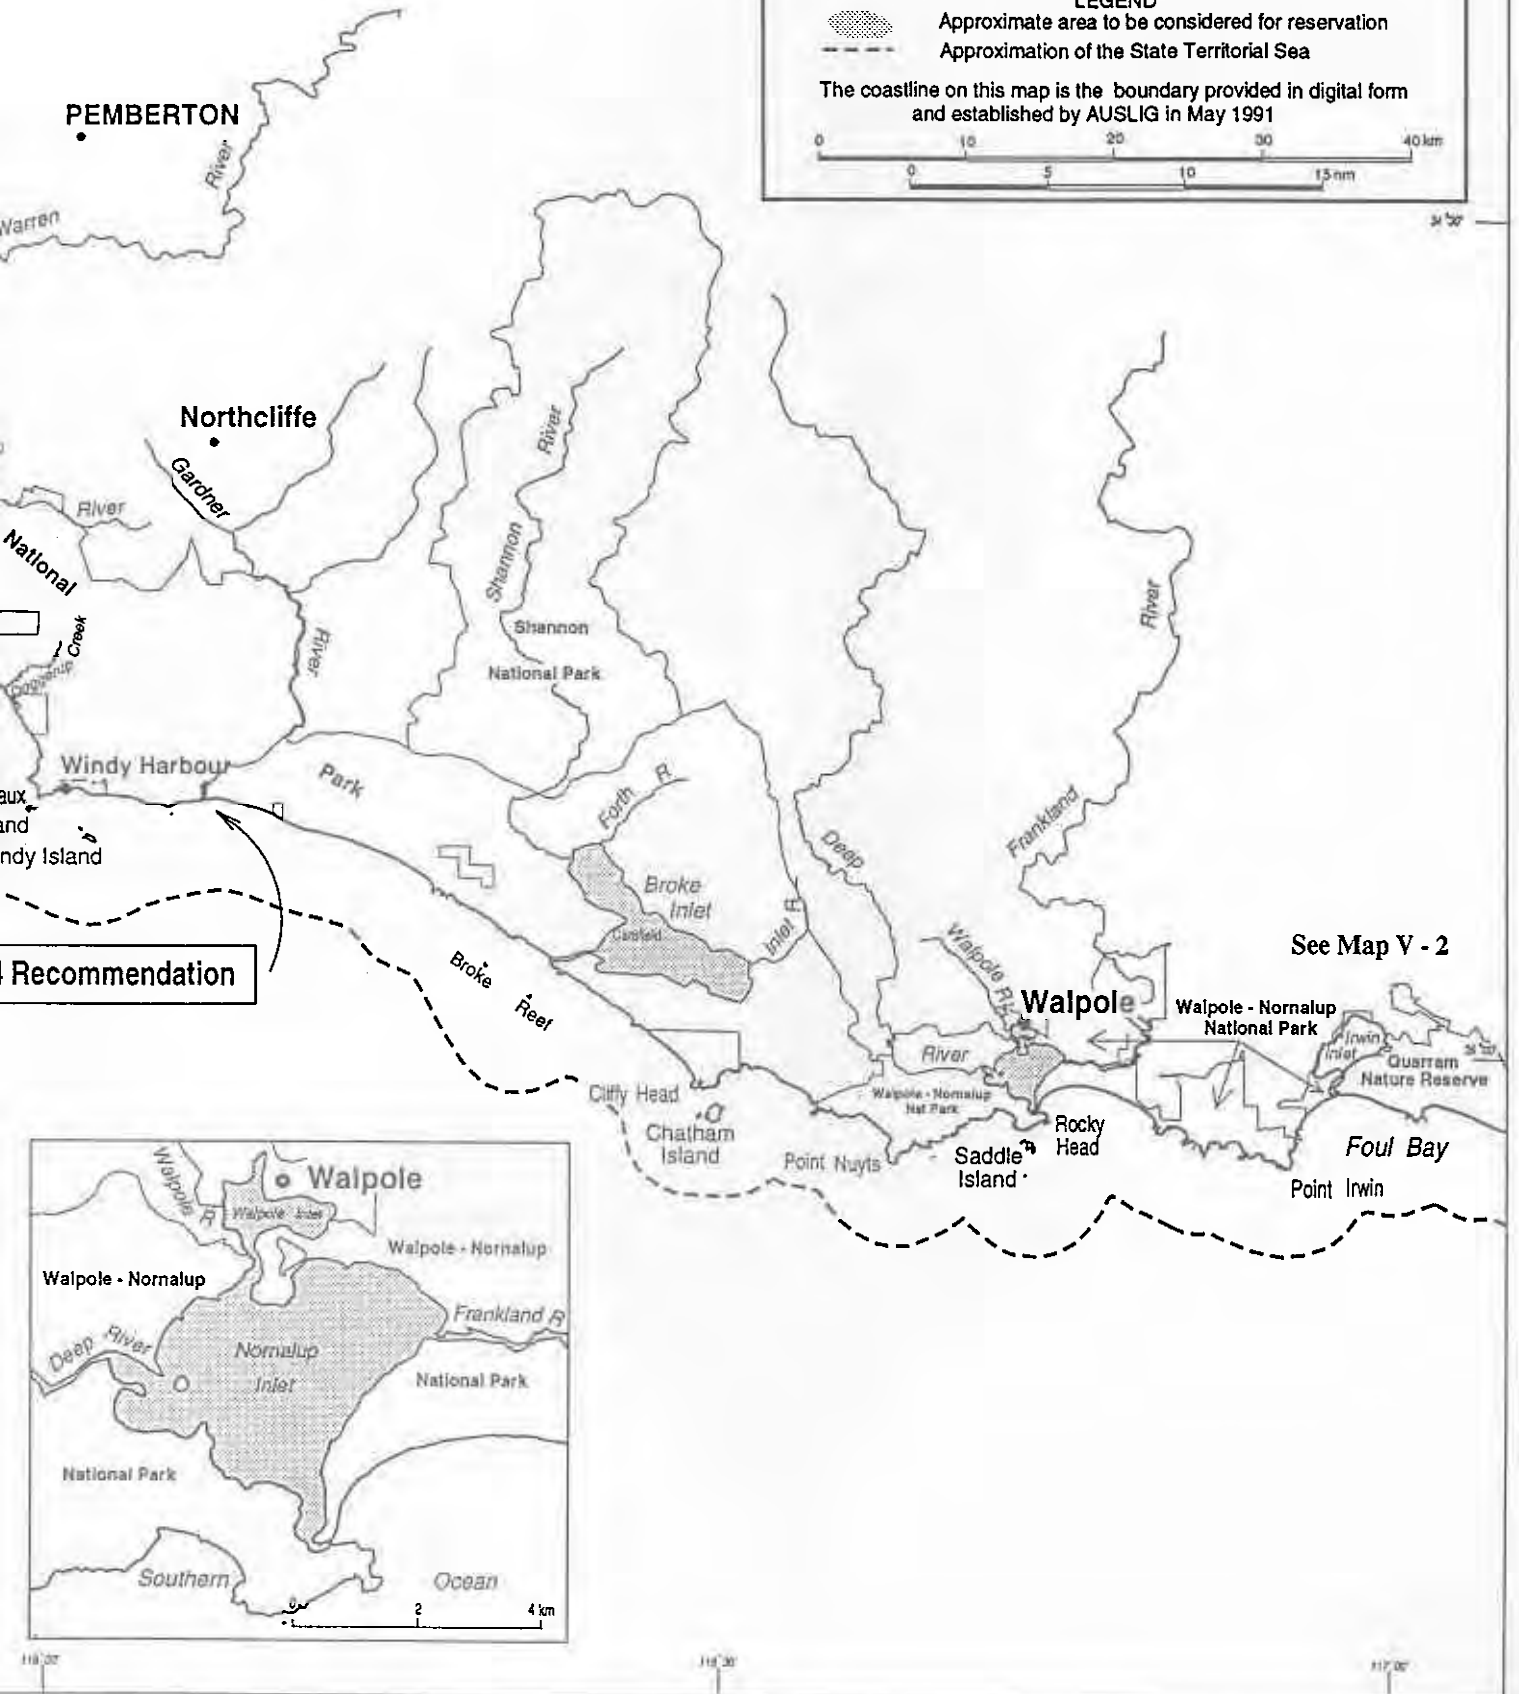 LEGEND
Approximate area to be considered for reservation
Approximation of the State Territorial Sea
The coastline on this map is the boundary provided in digital form
and established by AUSLIG in May 1991
0 10 20 30 40 km
0 5 10 15 nm
PEMBERTON
River
Warren
Northcliffe
Gardner
River
National
Creek
River
River
Shannon
Shannon
National Park
River
Frankland
Windy Harbour
Park
Forth R
Deep
aux
and
ndy Island
Broke
Inlet
Inlet R
Walpole R
See Map V - 2
Recommendation
Broke
Reef
Walpole
Walpole - Nornalup
National Park
Irwin
Inlet
Quarram
Nature Reserve
River
Cliffy Head
Walpole - Nornalup
Nat Park
Chatham
Island
Point Nuyts
Saddle
Island
Rocky
Head
Foul Bay
Point Irwin
Walpole R
Walpole
Walpole Inlet
Walpole - Nornalup
Walpole - Nornalup
Frankland R
Deep River
Nornalup
Inlet
National Park
National Park
Southern
Ocean
0 2 4 km